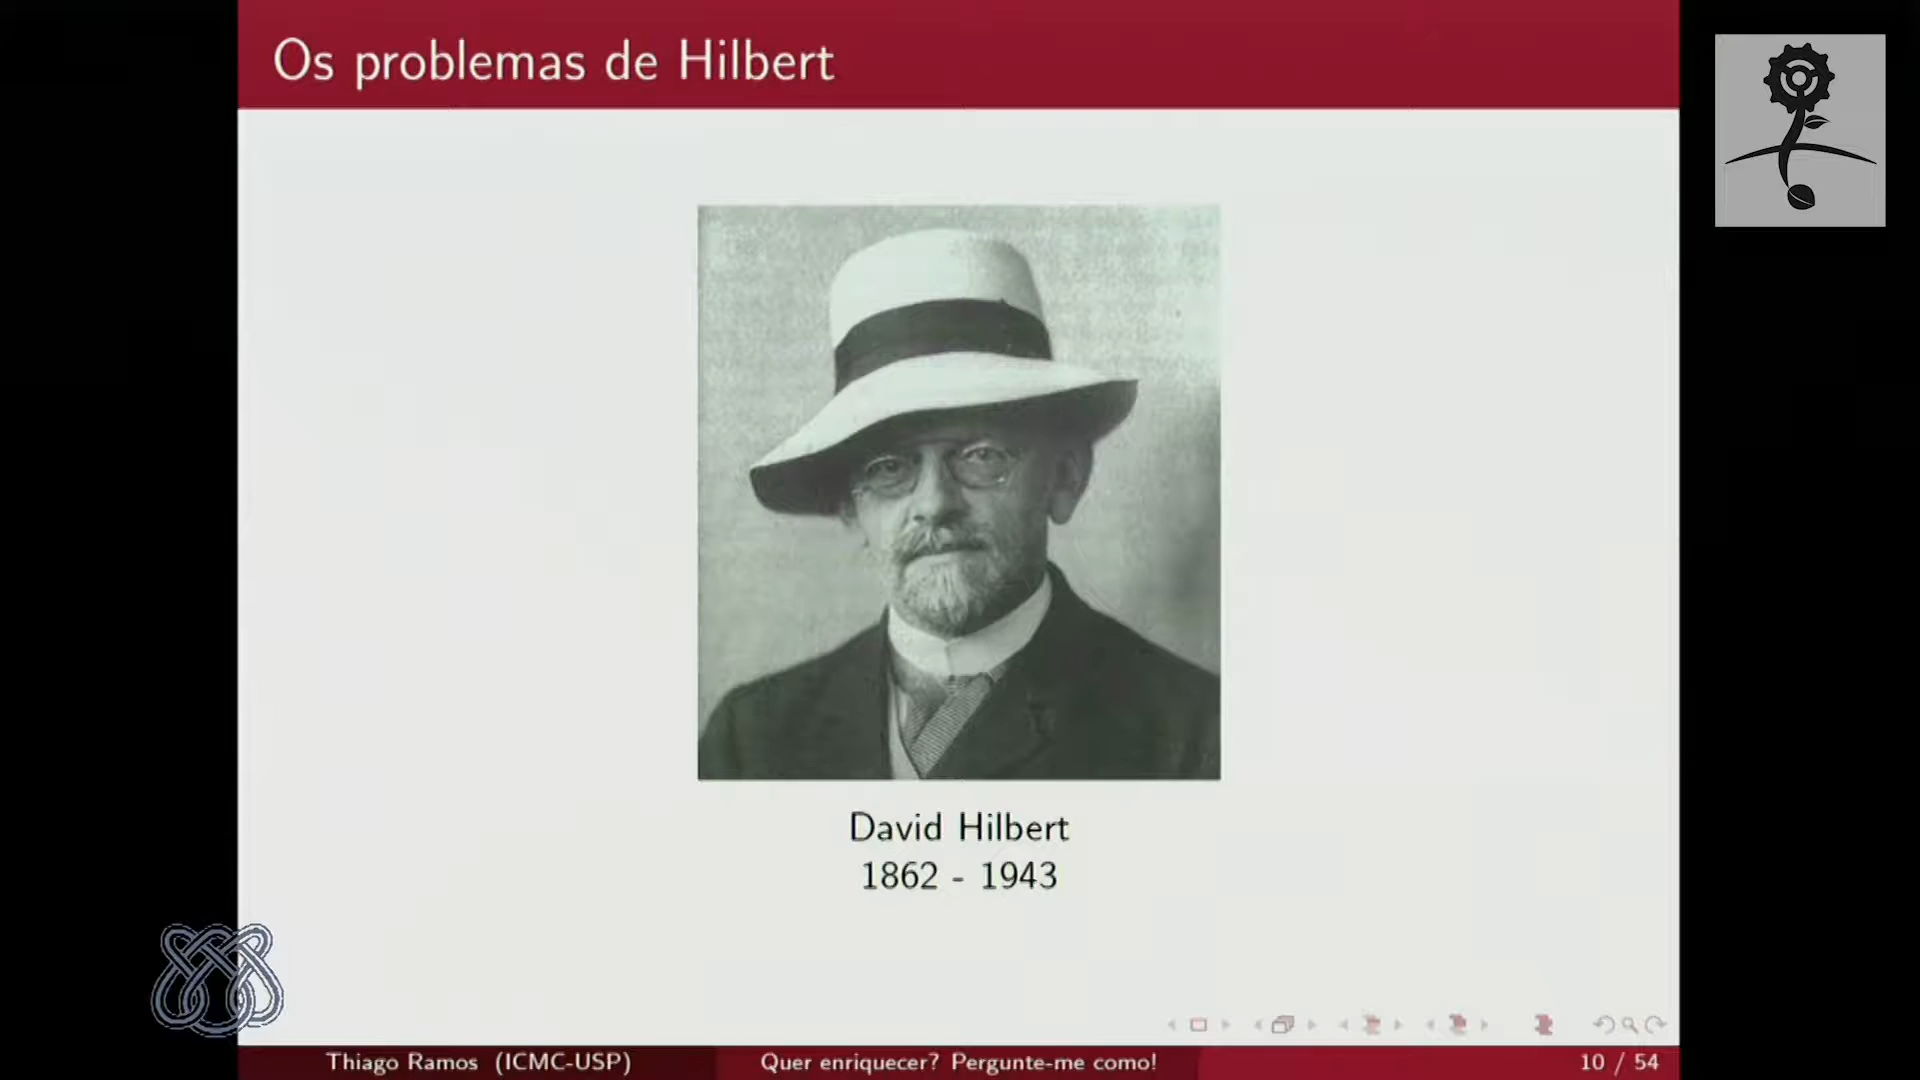 Os problemas de Hilbert
David Hilbert
1862 - 1943
Thiago Ramos (ICMC-USP)
Quer enriquecer? Pergunte-me como!
10 / 54